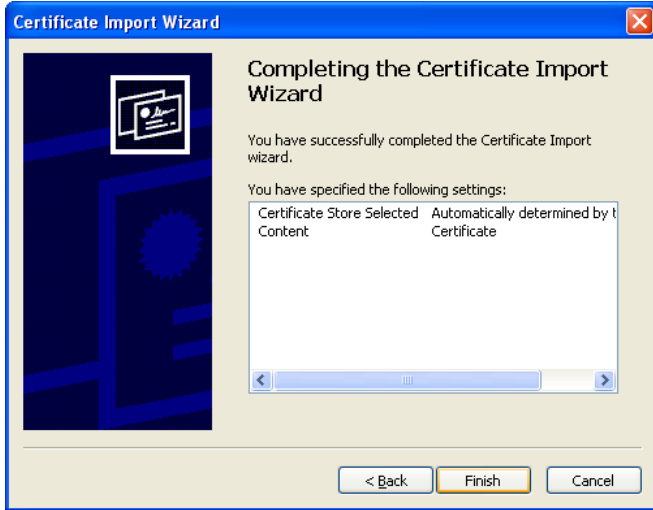 Certificate Import Wizard
Completing the Certificate Import
Wizard
You have successfully completed the Certificate Import
wizard.
You have specified the following settings:
Certificate Store Selected Automatically determined by t
Content Certificate
< Back Finish Cancel